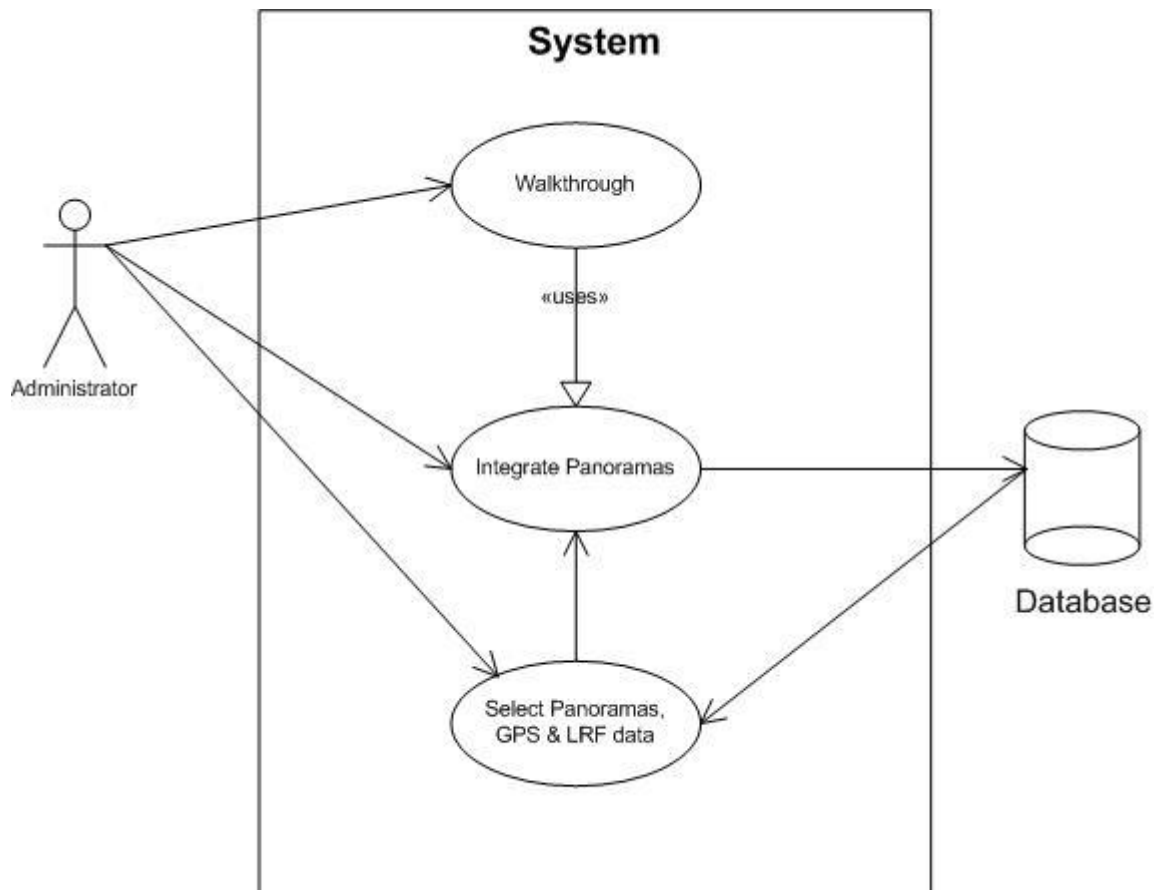 System
Walkthrough
«uses»
Administrator
Integrate Panoramas
Database
Select Panoramas,
GPS & LRF data